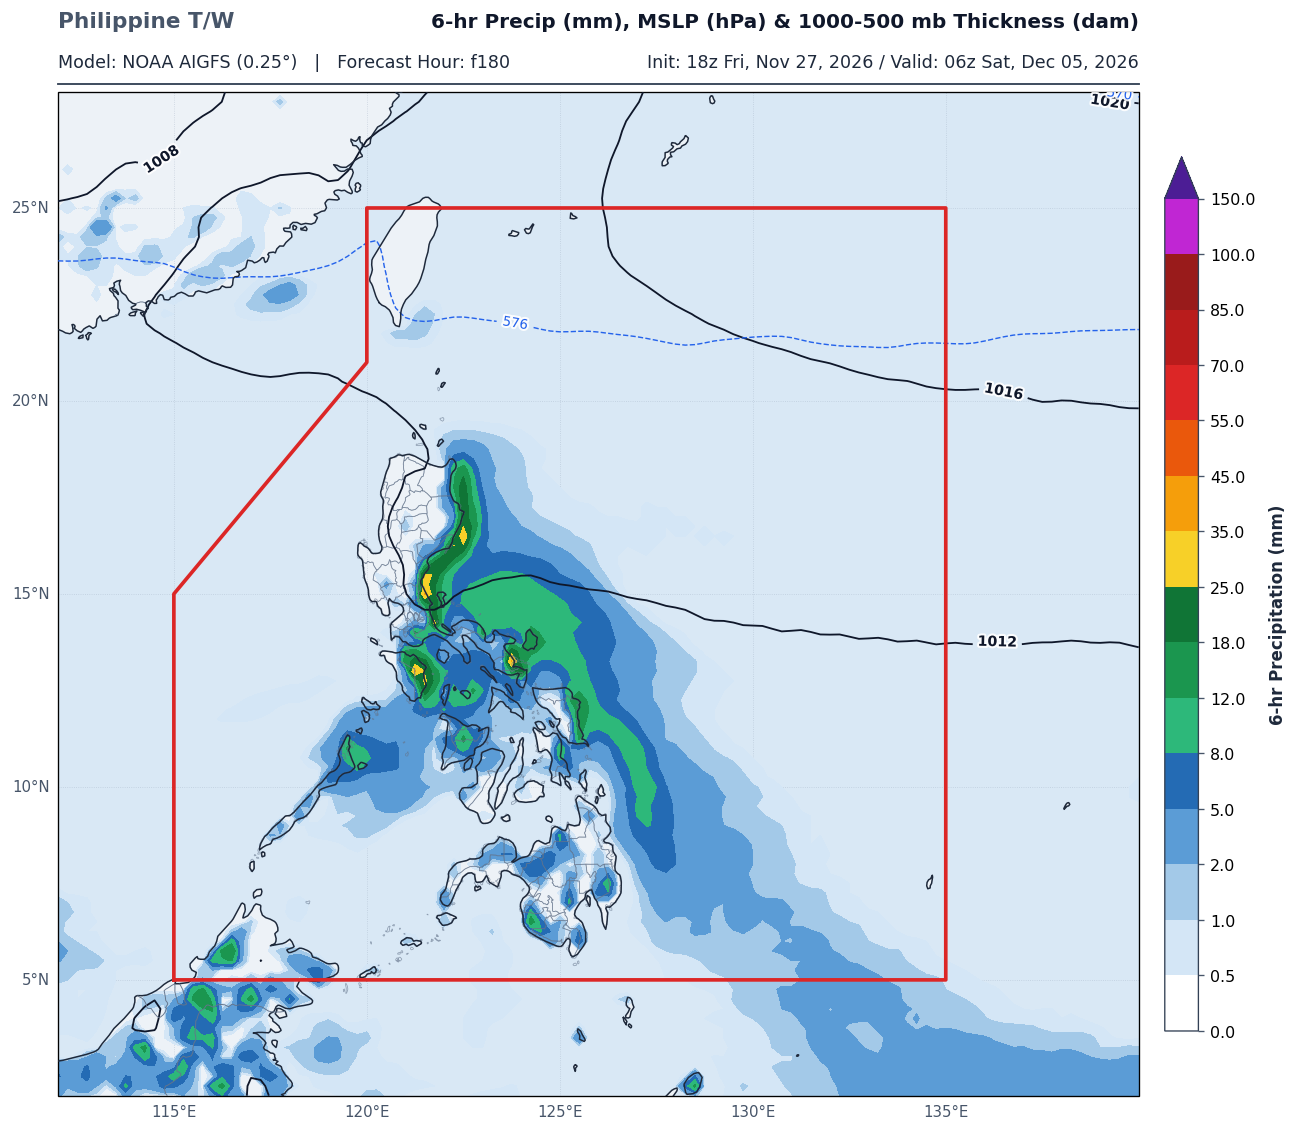 Philippine T/W
6-hr Precip (mm), MSLP (hPa) & 1000-500 mb Thickness (dam)
Model: NOAA AIGFS (0.25°) | Forecast Hour: f180
Init: 18z Fri, Nov 27, 2026 / Valid: 06z Sat, Dec 05, 2026
570
1020
1008
576
1016
1012
25°N
20°N
15°N
10°N
5°N
115°E
120°E
125°E
130°E
135°E
150.0
100.0
85.0
70.0
55.0
45.0
35.0
25.0
18.0
12.0
8.0
5.0
2.0
1.0
0.5
0.0
6-hr Precipitation (mm)